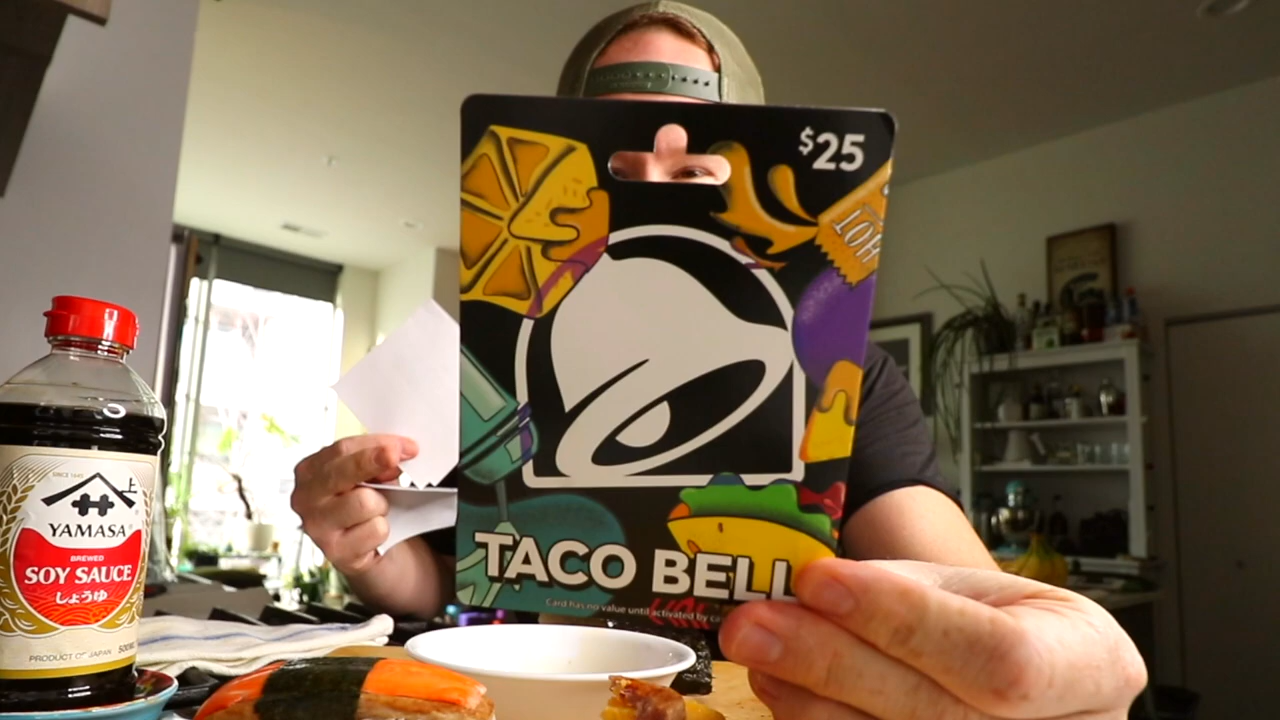 $25
HOT
TACO BELL
Card has no value until activated by
SINCE 1645
上
YAMASA®
BREWED
SOY SAUCE
しょうゆ
PRODUCT OF JAPAN